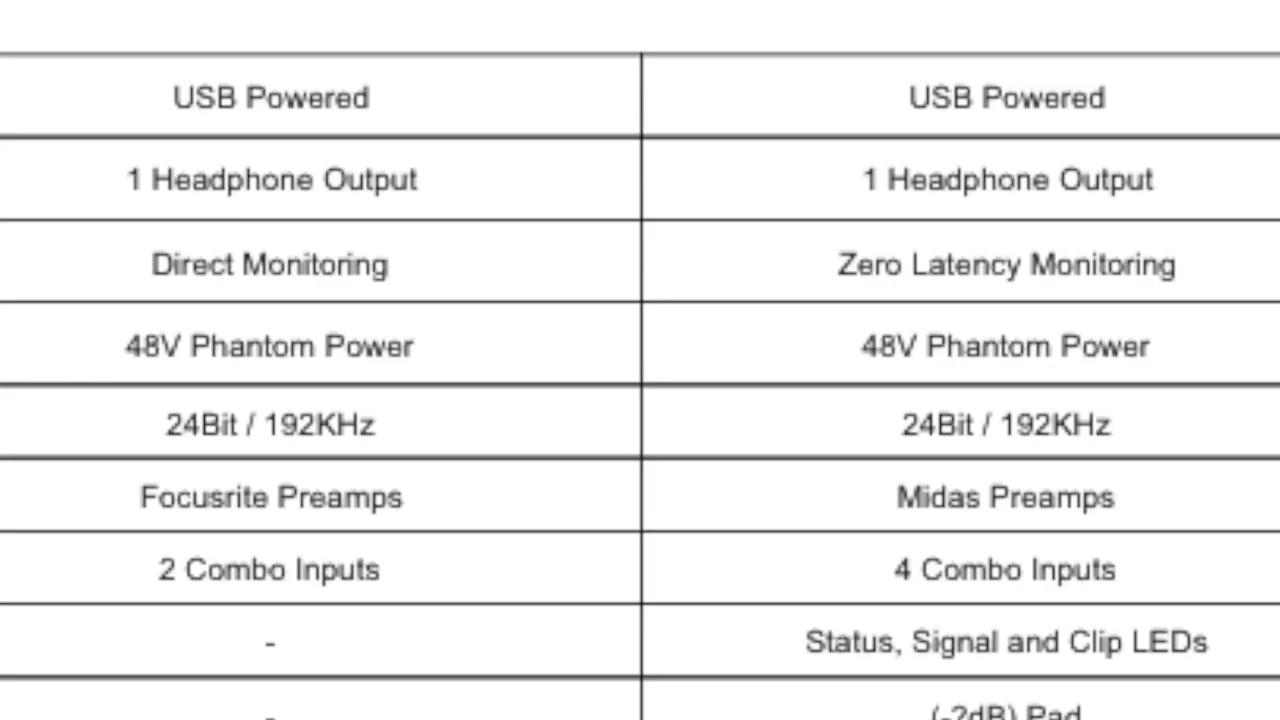 USB Powered USB Powered
1 Headphone Output 1 Headphone Output
Direct Monitoring Zero Latency Monitoring
48V Phantom Power 48V Phantom Power
24Bit / 192KHz 24Bit / 192KHz
Focusrite Preamps Midas Preamps
2 Combo Inputs 4 Combo Inputs
- Status, Signal and Clip LEDs
- (-?dB) Pad